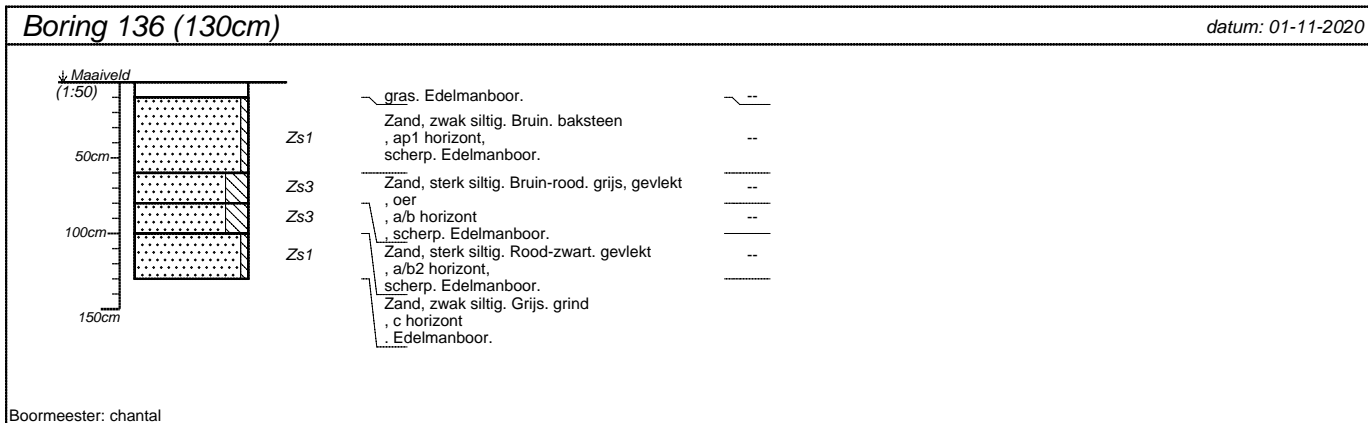 Boring 136 (130cm)
datum: 01-11-2020
Maaiveld
(1:50)
50cm
100cm
150cm
Zs1
Zs3
Zs3
Zs1
gras. Edelmanboor.
--
Zand, zwak siltig. Bruin. baksteen
, ap1 horizont,
scherp. Edelmanboor.
--
Zand, sterk siltig. Bruin-rood. grijs, gevlekt
, oer
, a/b horizont
, scherp. Edelmanboor.
--
Zand, sterk siltig. Rood-zwart. gevlekt
, a/b2 horizont,
scherp. Edelmanboor.
--
Zand, zwak siltig. Grijs. grind
, c horizont
. Edelmanboor.
--
Boormeester: chantal